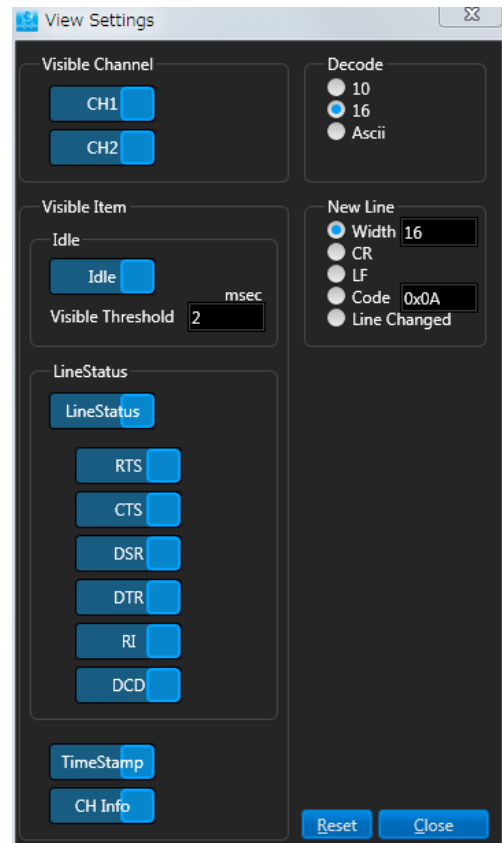 View Settings
Visible Channel
CH1
CH2
Decode
10
16
Ascii
Visible Item
Idle
Idle
msec
Visible Threshold 2
LineStatus
LineStatus
RTS
CTS
DSR
DTR
RI
DCD
TimeStamp
CH Info
New Line
Width 16
CR
LF
Code 0x0A
Line Changed
Reset Close